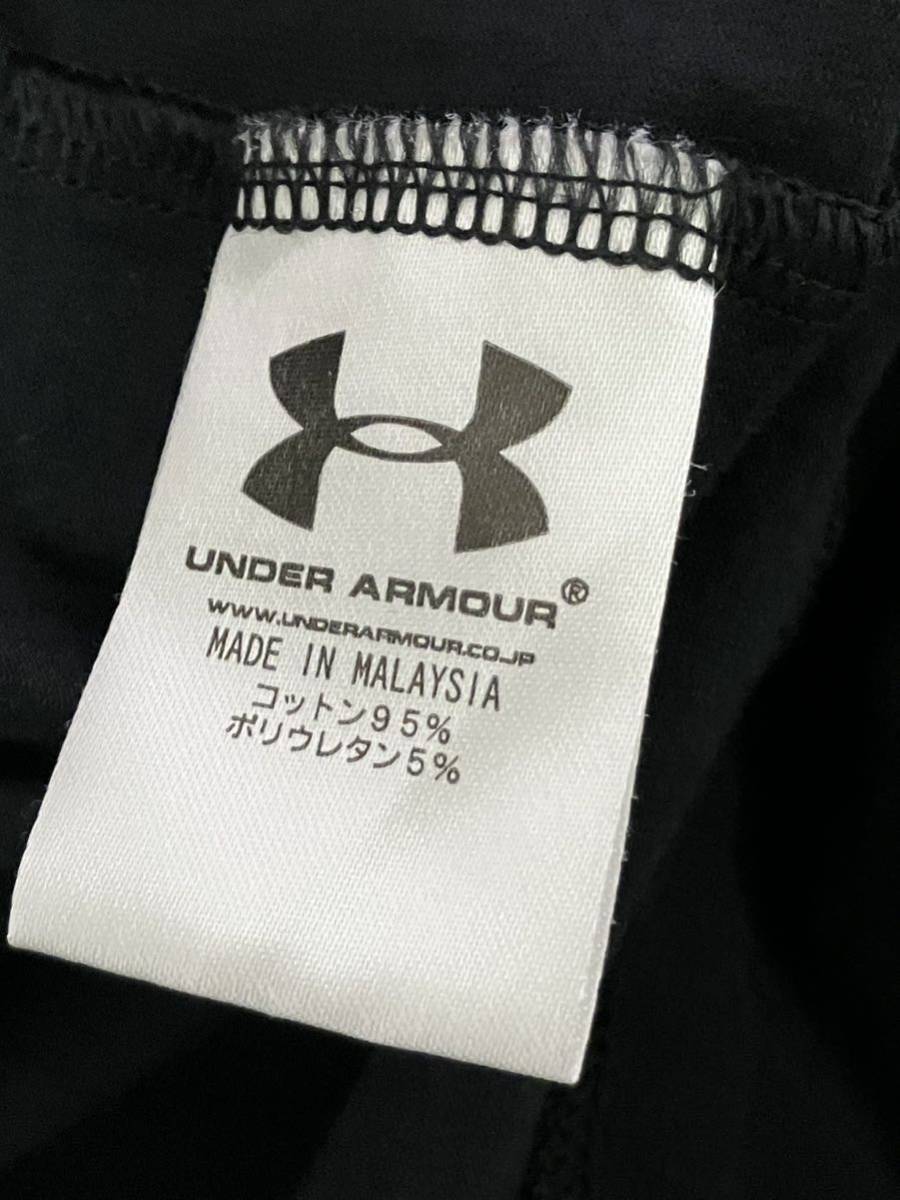 UNDER ARMOUR®
WWW.UNDERARMOUR.CO.JP
MADE IN MALAYSIA
コットン95%
ポリウレタン5%